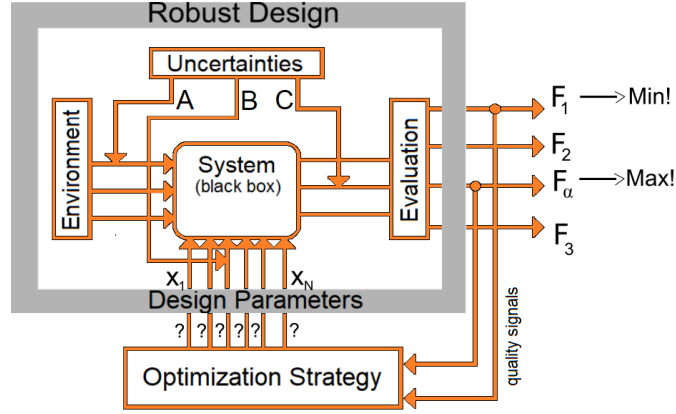 Robust Design
Uncertainties
A B C
Environment
System
(black box)
Evaluation
F1 Min!
F2
Fα Max!
F3
x1 xN
Design Parameters
? ? ? ? ? ?
quality signals
Optimization Strategy